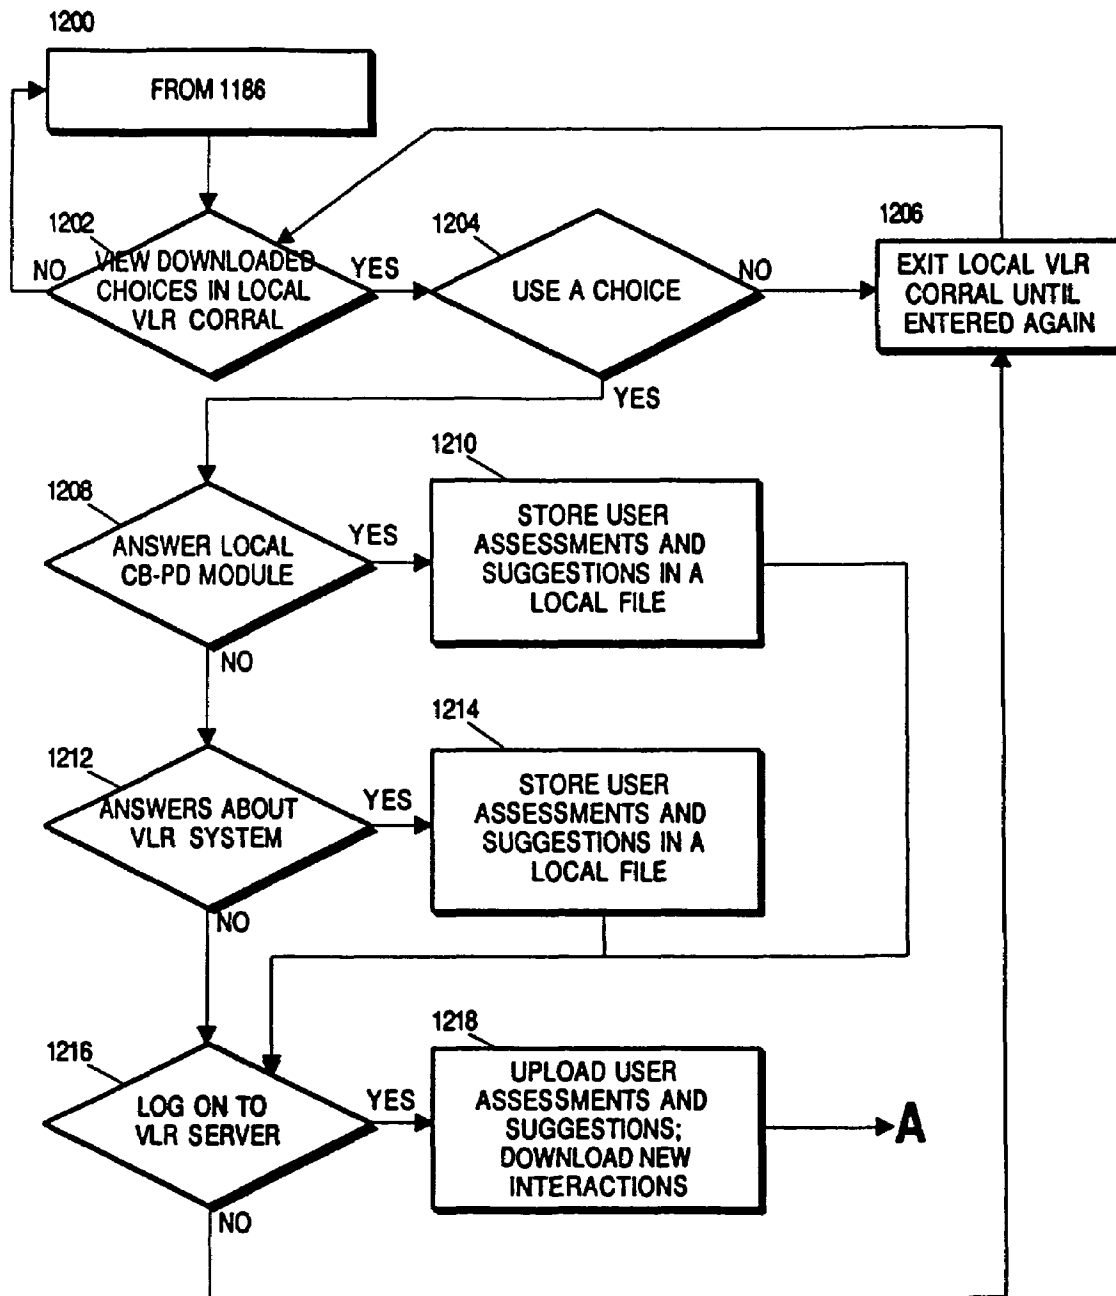 1200
FROM 1186
1202
NO
VIEW DOWNLOADED
CHOICES IN LOCAL
VLR CORRAL
YES
1204
USE A CHOICE
NO
YES
1206
EXIT LOCAL VLR
CORRAL UNTIL
ENTERED AGAIN
1208
ANSWER LOCAL
CB-PD MODULE
YES
NO
1210
STORE USER
ASSESSMENTS AND
SUGGESTIONS IN A
LOCAL FILE
1212
ANSWERS ABOUT
VLR SYSTEM
YES
NO
1214
STORE USER
ASSESSMENTS AND
SUGGESTIONS IN A
LOCAL FILE
1216
LOG ON TO
VLR SERVER
YES
NO
1218
UPLOAD USER
ASSESSMENTS AND
SUGGESTIONS;
DOWNLOAD NEW
INTERACTIONS
A